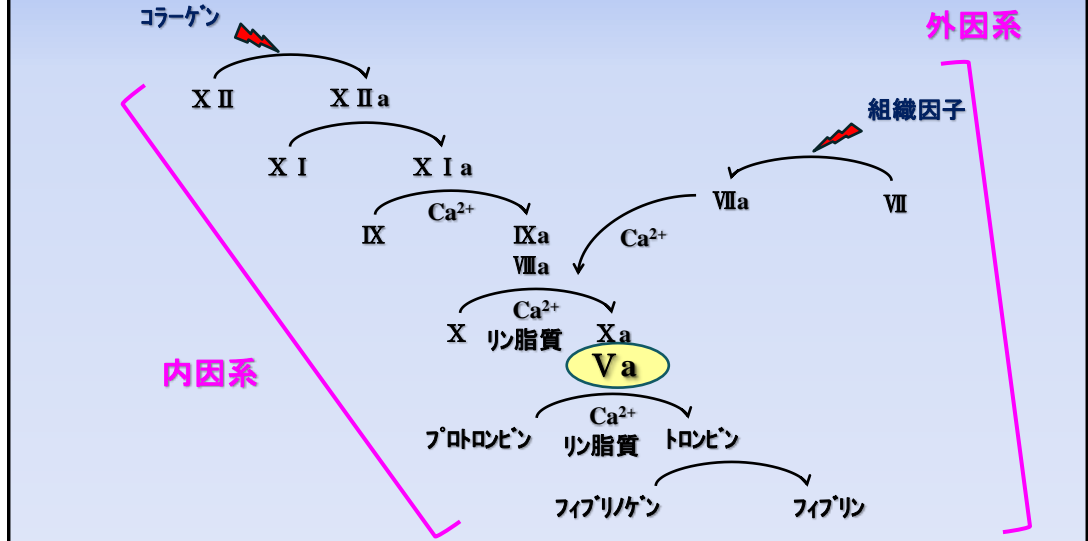 コラーゲン
外因系
ⅩⅡ ⅩⅡa
組織因子
ⅩⅠ ⅩⅠa
Ⅶa Ⅶ
Ca²⁺
Ⅸ Ⅸa
Ca²⁺
Ⅷa
Ca²⁺
Ⅹ リン脂質 Ⅹa
Ⅴa
内因系
Ca²⁺
プロトロンビン リン脂質 トロンビン
フィブリノゲン フィブリン